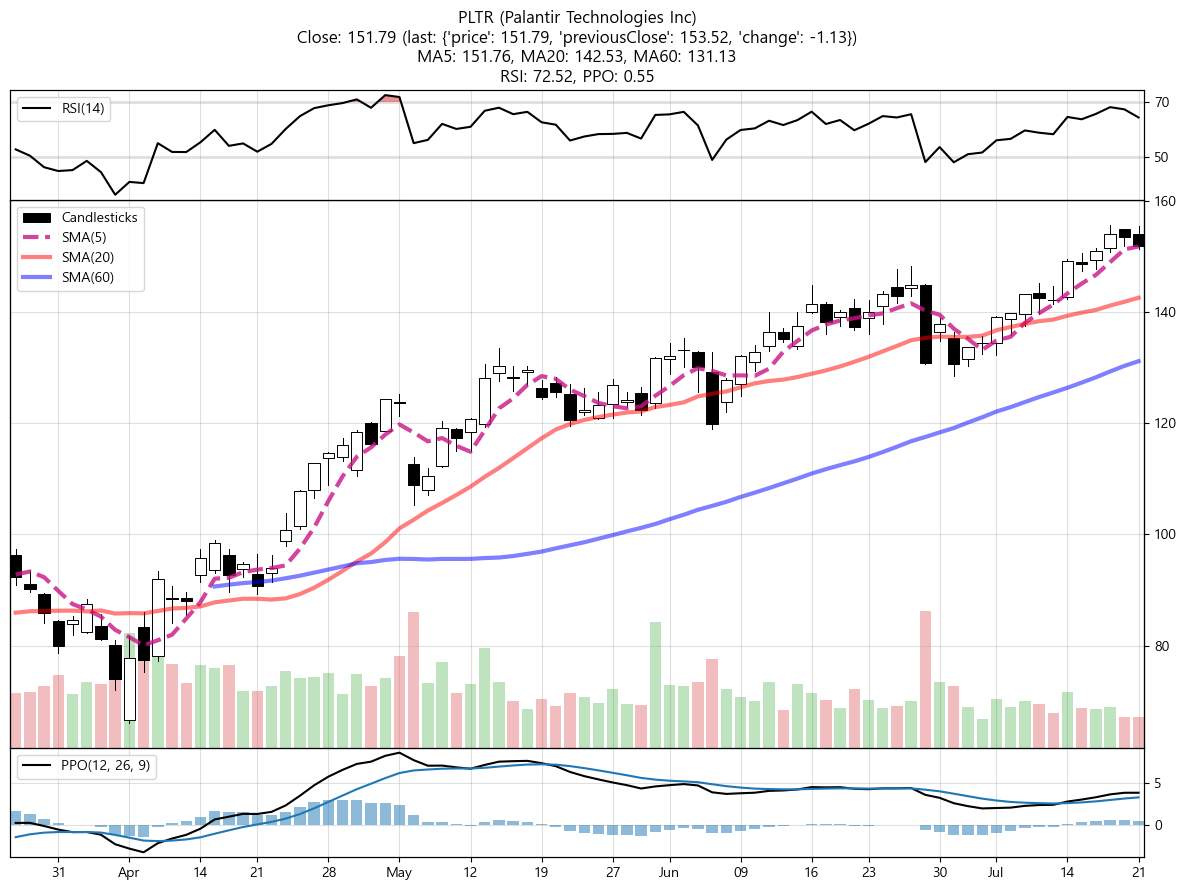 PLTR (Palantir Technologies Inc)
Close: 151.79 (last: {'price': 151.79, 'previousClose': 153.52, 'change': -1.13})
MA5: 151.76, MA20: 142.53, MA60: 131.13
RSI: 72.52, PPO: 0.55
RSI(14)
70
50
160
Candlesticks
SMA(5)
SMA(20)
SMA(60)
140
120
100
80
PPO(12, 26, 9)
5
0
31 Apr 14 21 28 May 12 19 27 Jun 09 16 23 30 Jul 14 21